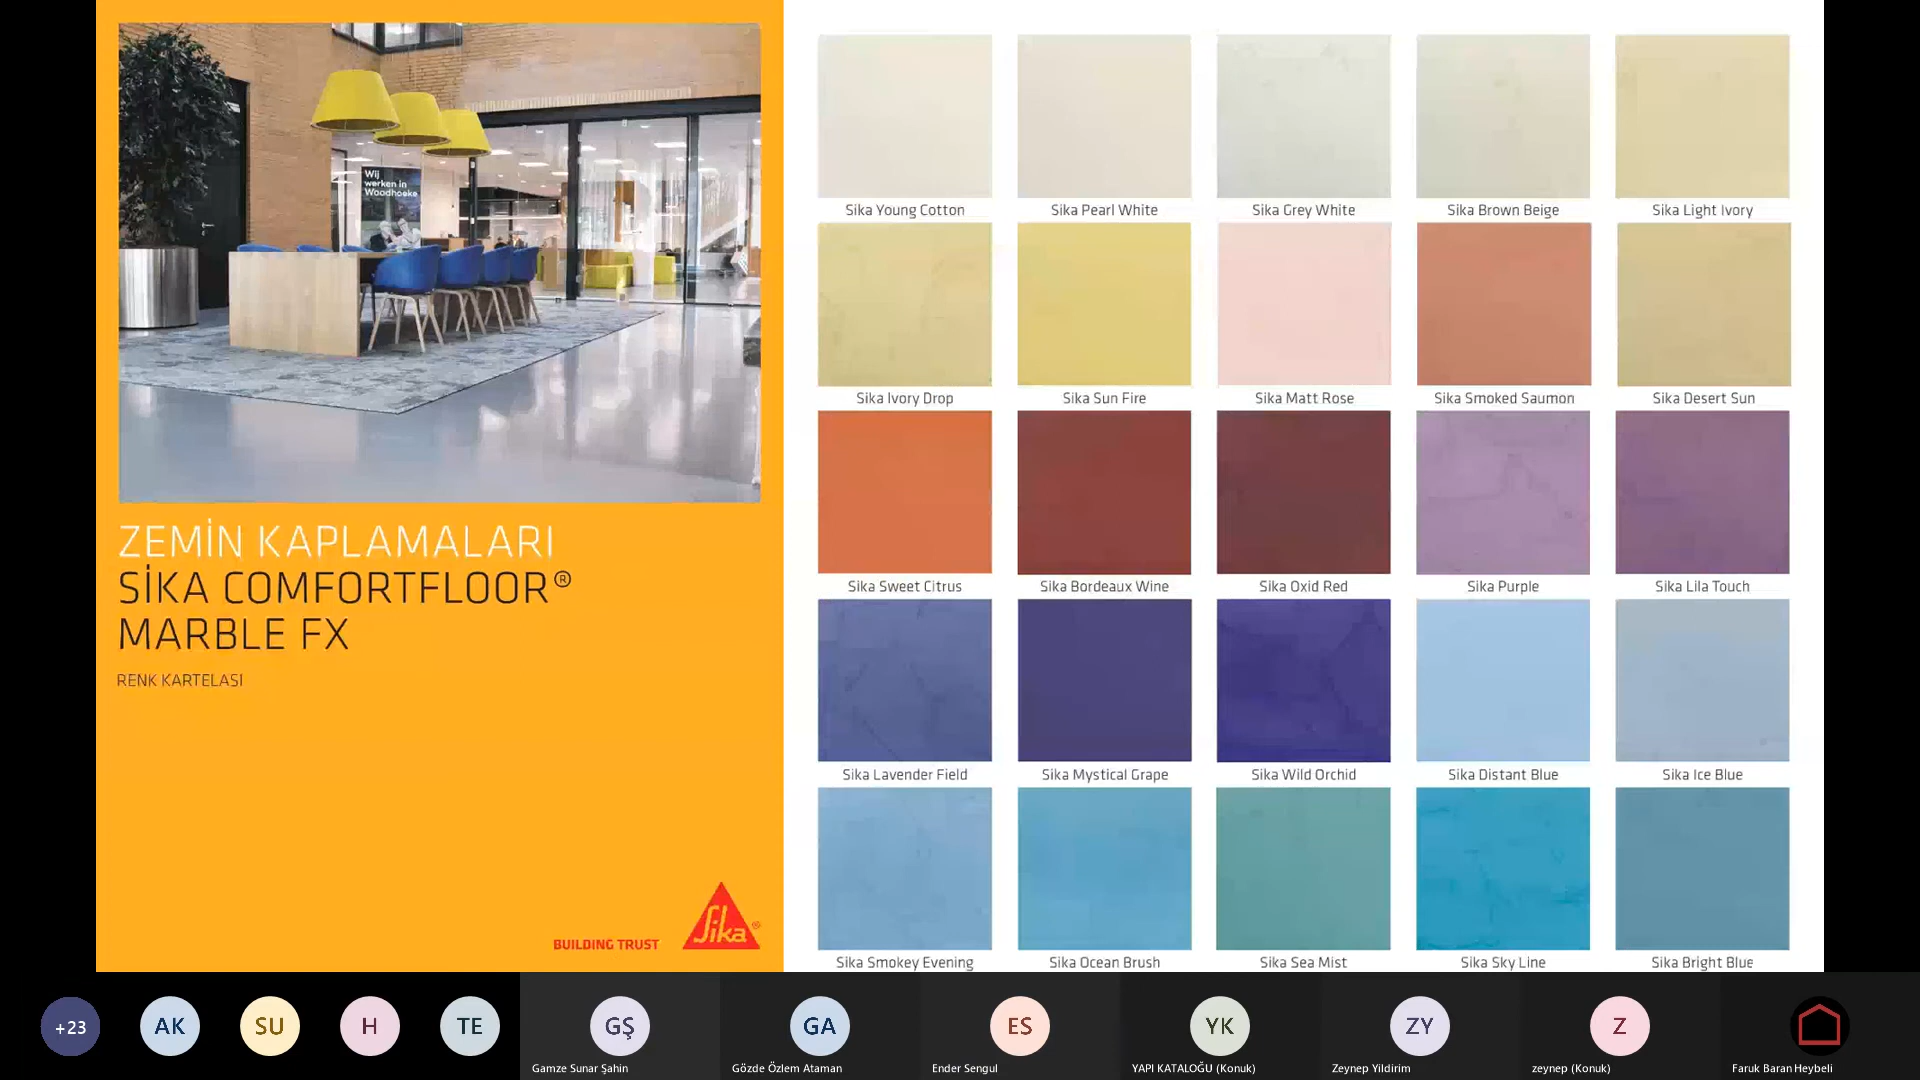 Wij
werken in
Woodhoeke
ZEMİN KAPLAMALARI
SİKA COMFORTFLOOR®
MARBLE FX
RENK KARTELASI
BUILDING TRUST
Sika®
Sika Young Cotton
Sika Pearl White
Sika Grey White
Sika Brown Beige
Sika Light Ivory
Sika Ivory Drop
Sika Sun Fire
Sika Matt Rose
Sika Smoked Saumon
Sika Desert Sun
Sika Sweet Citrus
Sika Bordeaux Wine
Sika Oxid Red
Sika Purple
Sika Lila Touch
Sika Lavender Field
Sika Mystical Grape
Sika Wild Orchid
Sika Distant Blue
Sika Ice Blue
Sika Smokey Evening
Sika Ocean Brush
Sika Sea Mist
Sika Sky Line
Sika Bright Blue
+23
AK
SU
H
TE
GŞ
Gamze Sunar Şahin
GA
Gözde Özlem Ataman
ES
Ender Sengul
YK
YAPI KATALOĞU (Konuk)
ZY
Zeynep Yildirim
Z
zeynep (Konuk)
Faruk Baran Heybeli